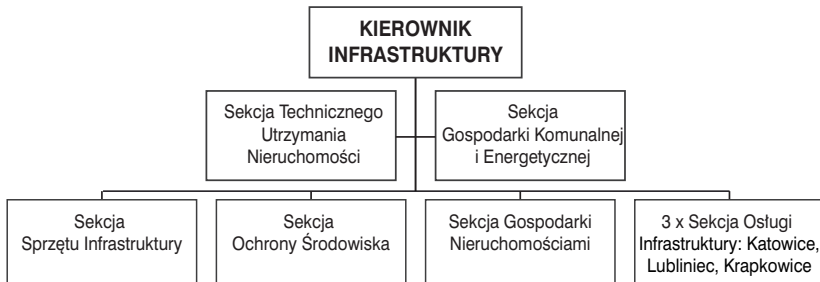 KIEROWNIK
INFRASTRUKTURY
Sekcja Technicznego
Utrzymania
Nieruchomości
Sekcja
Gospodarki Komunalnej
i Energetycznej
Sekcja
Sprzętu Infrastruktury
Sekcja
Ochrony Środowiska
Sekcja Gospodarki
Nieruchomościami
3 x Sekcja Osługi
Infrastruktury: Katowice,
Lubliniec, Krapkowice